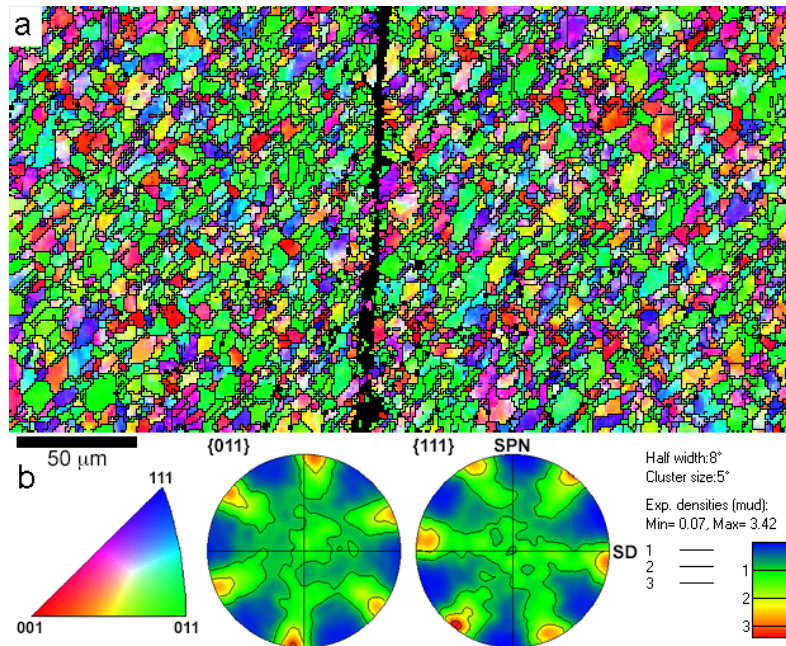 a
50 μm
b
111
001
011
{011}
{111}
SPN
SD
Half width:8°
Cluster size:5°
Exp. densities (mud):
Min= 0.07, Max= 3.42
1
2
3
1
2
3